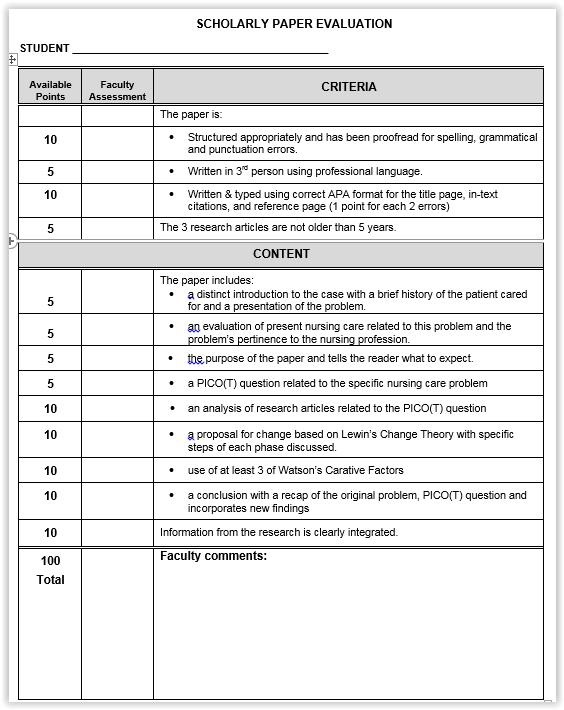 SCHOLARLY PAPER EVALUATION
STUDENT
Available Points Faculty Assessment CRITERIA
The paper is:
10 • Structured appropriately and has been proofread for spelling, grammatical
and punctuation errors.
5 • Written in 3rd person using professional language.
10 • Written & typed using correct APA format for the title page, in-text
citations, and reference page (1 point for each 2 errors)
5 The 3 research articles are not older than 5 years.
CONTENT
The paper includes:
5 • a distinct introduction to the case with a brief history of the patient cared
for and a presentation of the problem.
5 • an evaluation of present nursing care related to this problem and the
problem's pertinence to the nursing profession.
5 • the purpose of the paper and tells the reader what to expect.
5 • a PICO(T) question related to the specific nursing care problem
10 • an analysis of research articles related to the PICO(T) question
10 • a proposal for change based on Lewin's Change Theory with specific
steps of each phase discussed.
10 • use of at least 3 of Watson's Carative Factors
10 • a conclusion with a recap of the original problem, PICO(T) question and
incorporates new findings
10 Information from the research is clearly integrated.
100 Faculty comments:
Total